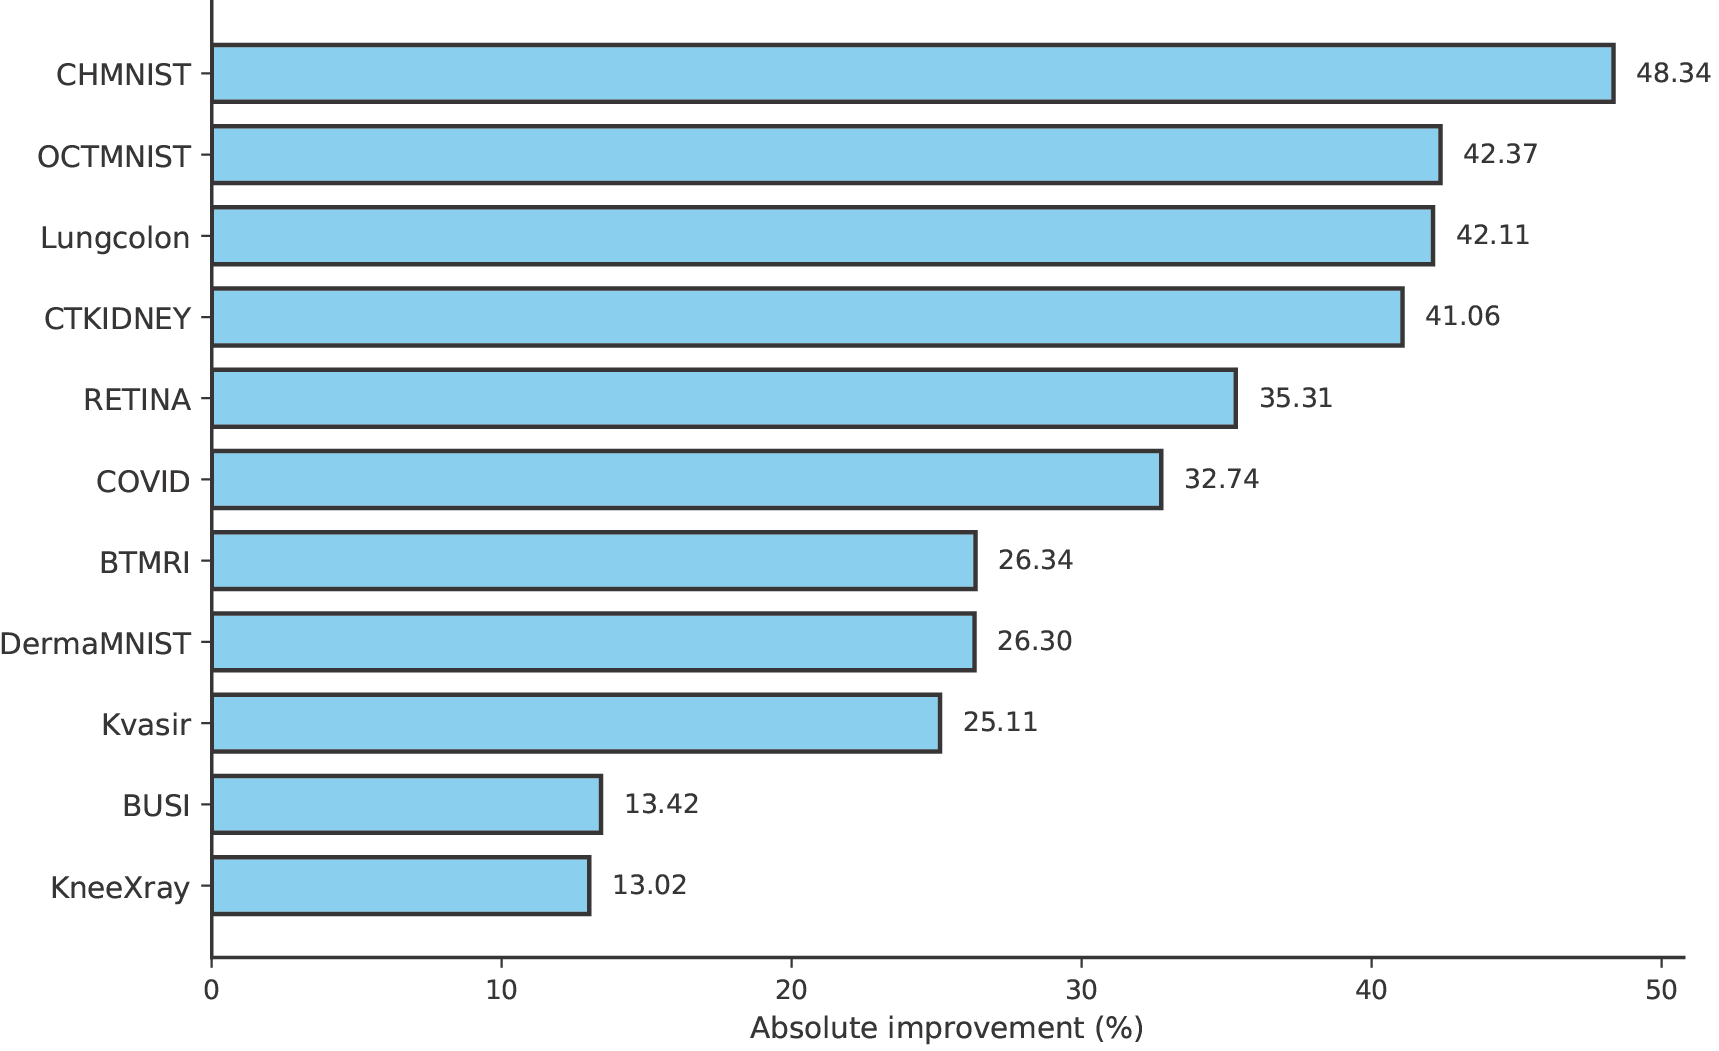 CHMNIST 48.34
OCTMNIST 42.37
Lungcolon 42.11
CTKIDNEY 41.06
RETINA 35.31
COVID 32.74
BTMRI 26.34
DermaMNIST 26.30
Kvasir 25.11
BUSI 13.42
KneeXray 13.02
0 10 20 30 40 50
Absolute improvement (%)